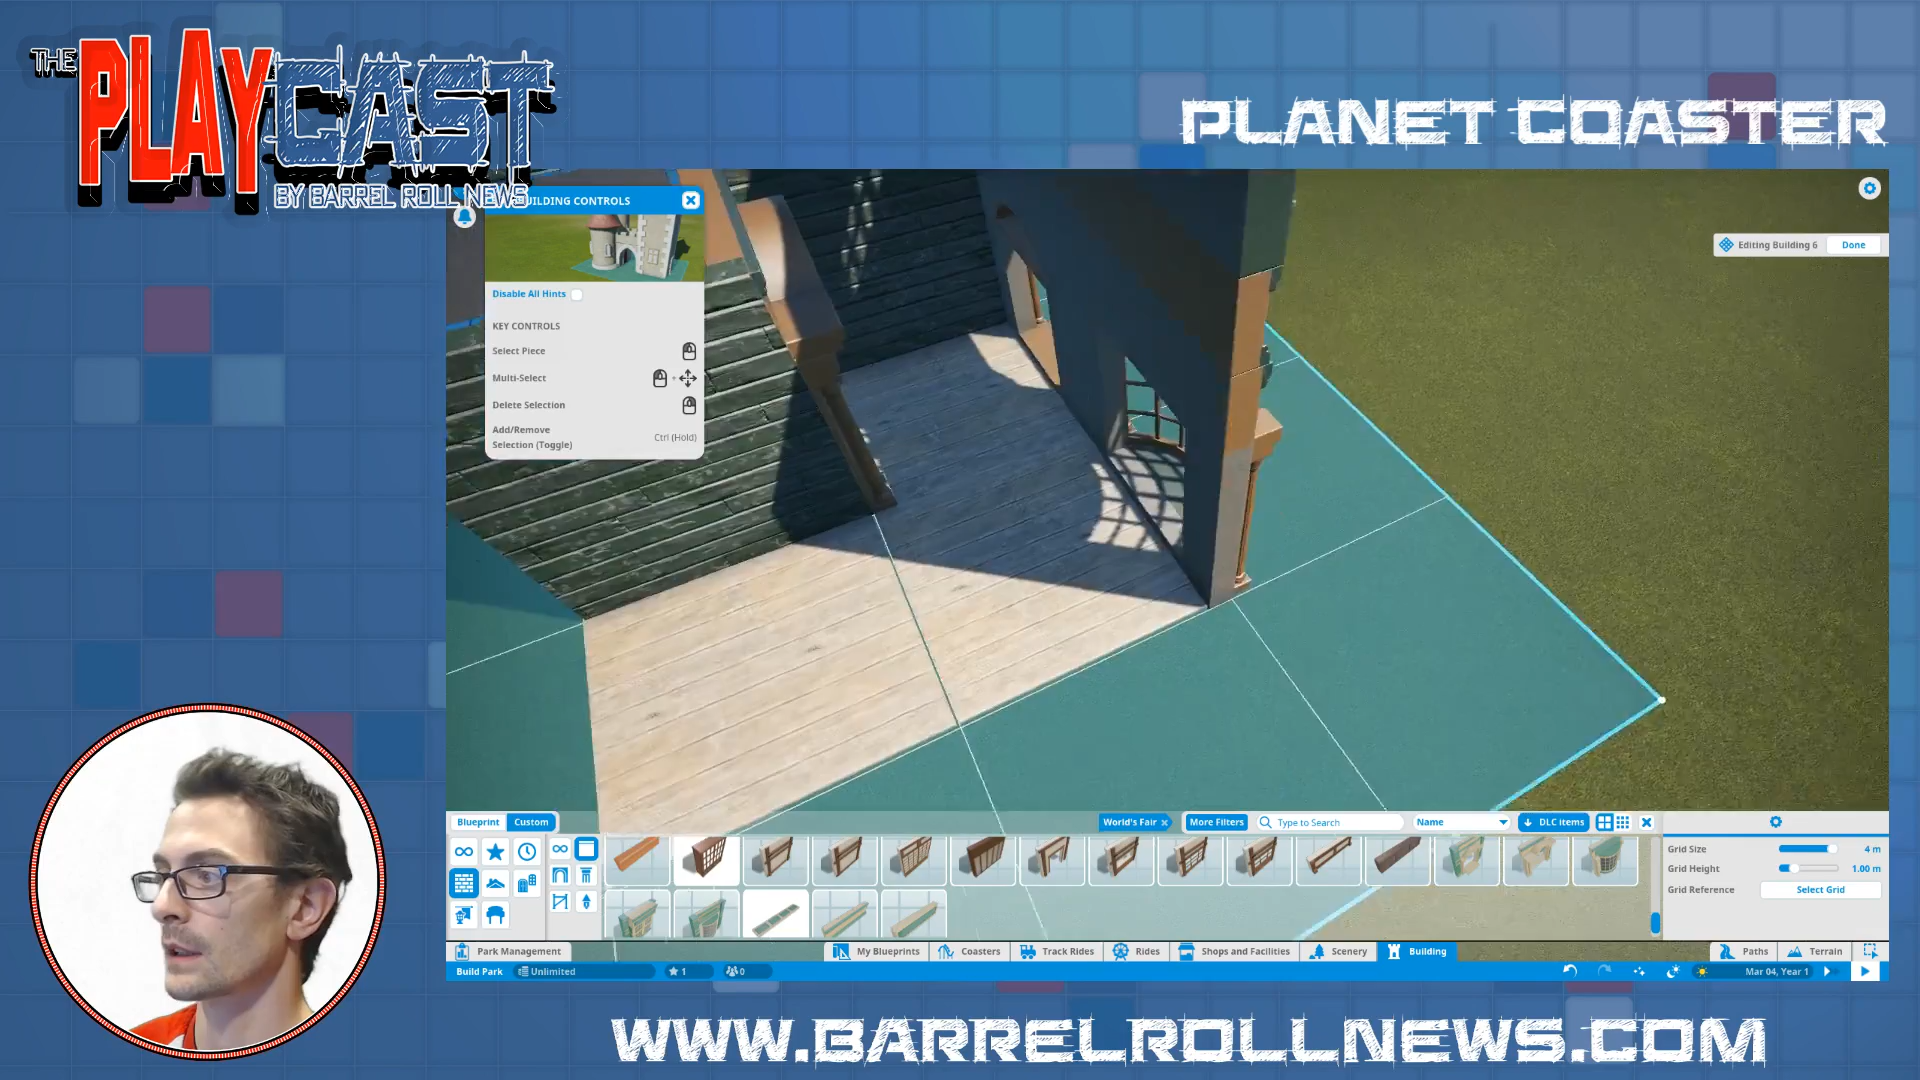 THE
PLAYCAST
BY BARREL ROLL NEWS
PLANET COASTER
UILDING CONTROLS
Disable All Hints
KEY CONTROLS
Select Piece
Multi-Select
+
Delete Selection
Add/Remove
Selection (Toggle)
Ctrl (Hold)
Editing Building 6
Done
Blueprint
Custom
World's Fair ×
More Filters
Type to Search
Name
DLC items
Grid Size
4 m
Grid Height
1.00 m
Grid Reference
Select Grid
Park Management
My Blueprints
Coasters
Track Rides
Rides
Shops and Facilities
Scenery
Building
Paths
Terrain
Build Park
Unlimited
1
0
Mar 04, Year 1
WWW.BARRELROLLNEWS.COM